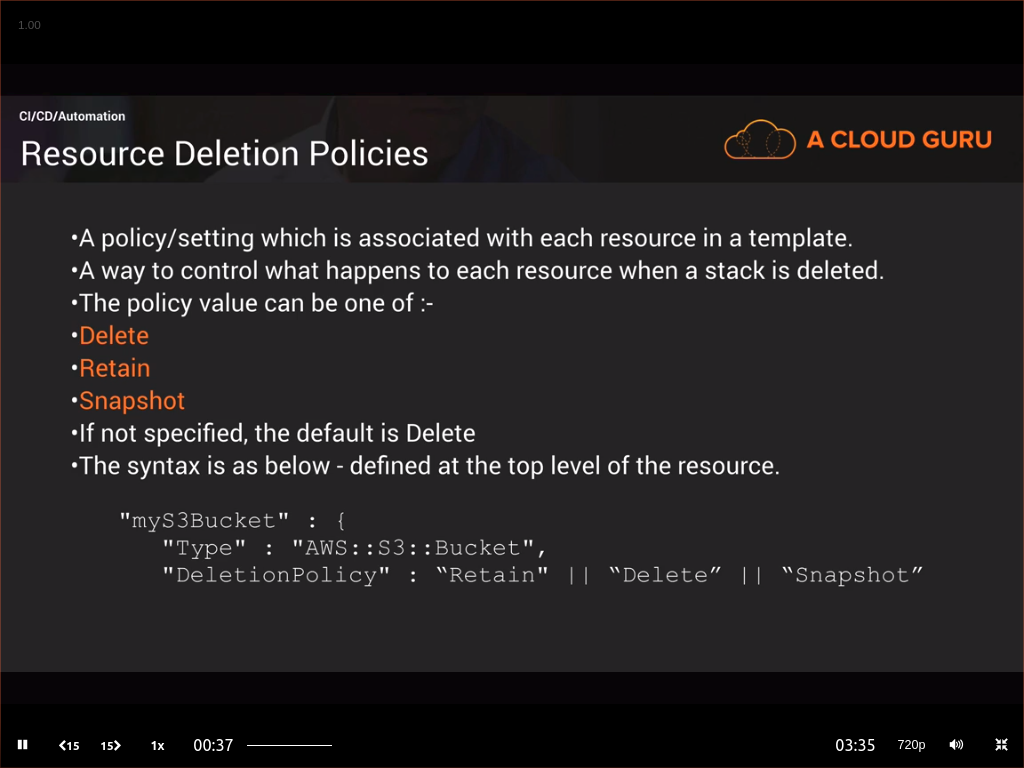 1.00
CI/CD/Automation
Resource Deletion Policies
A CLOUD GURU
•A policy/setting which is associated with each resource in a template.
•A way to control what happens to each resource when a stack is deleted.
•The policy value can be one of :-
•Delete
•Retain
•Snapshot
•If not specified, the default is Delete
•The syntax is as below - defined at the top level of the resource.
"myS3Bucket" : {
"Type" : "AWS::S3::Bucket",
"DeletionPolicy" : “Retain" || “Delete” || “Snapshot”
15 15 1x 00:37 03:35 720p